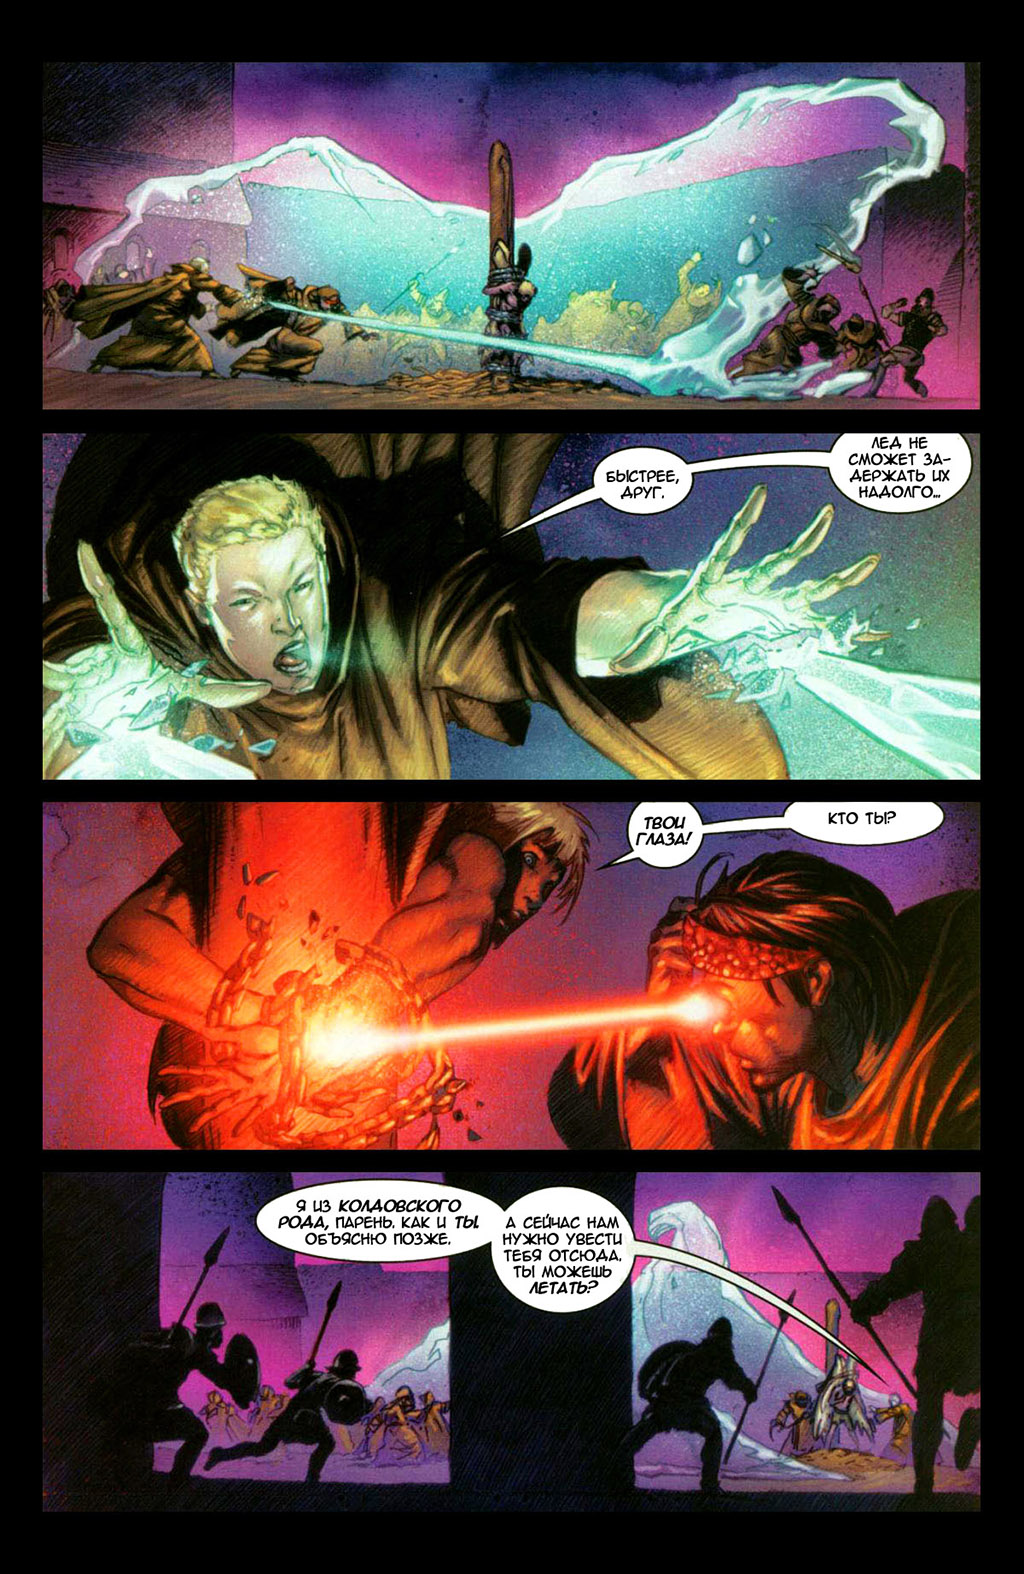 БЫСТРЕЕ,
ДРУГ.
ЛЕД НЕ
СМОЖЕТ ЗА-
ДЕРЖАТЬ ИХ
НАДОЛГО...
ТВОИ
ГЛАЗА!
КТО ТЫ?
Я ИЗ КОЛДОВСКОГО
РОДА, ПАРЕНЬ. КАК И ТЫ.
ОБЪЯСНЮ ПОЗЖЕ.
А СЕЙЧАС НАМ
НУЖНО УВЕСТИ
ТЕБЯ ОТСЮДА.
ТЫ МОЖЕШЬ
ЛЕТАТЬ?